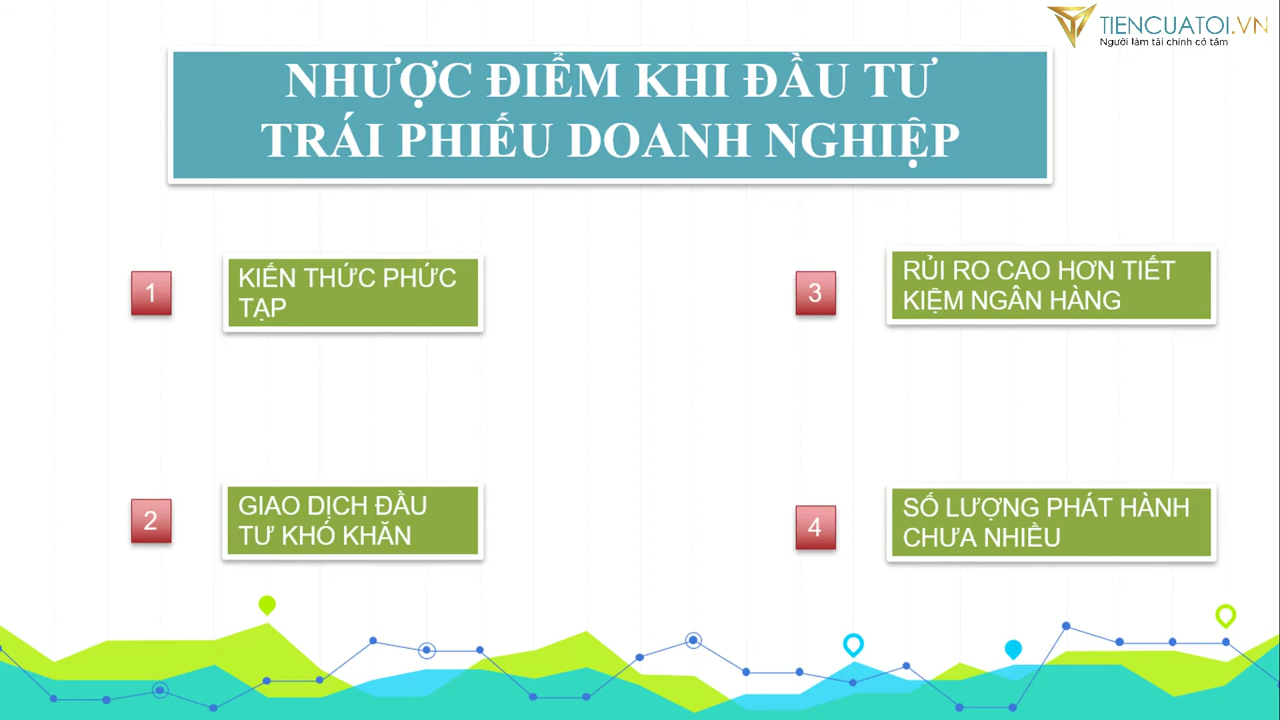 TIENCUATOI.VN
Người làm tài chính có tâm
NHƯỢC ĐIỂM KHI ĐẦU TƯ
TRÁI PHIẾU DOANH NGHIỆP
1
KIẾN THỨC PHỨC
TẠP
2
GIAO DỊCH ĐẦU
TƯ KHÓ KHĂN
3
RỦI RO CAO HƠN TIẾT
KIỆM NGÂN HÀNG
4
SỐ LƯỢNG PHÁT HÀNH
CHƯA NHIỀU